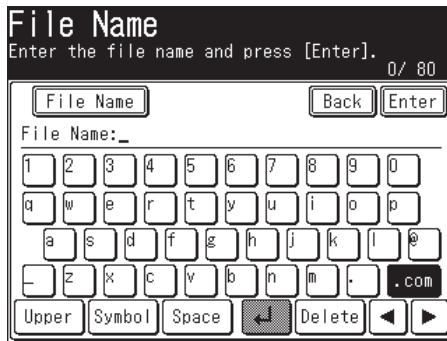 File Name
Enter the file name and press [Enter].
0/ 80
File Name Back Enter
File Name:_
1 2 3 4 5 6 7 8 9 0
q w e r t y u i o p
a s d f g h j k l @
_ z x c v b n m . .com
Upper Symbol Space ↵ Delete ◀ ▶